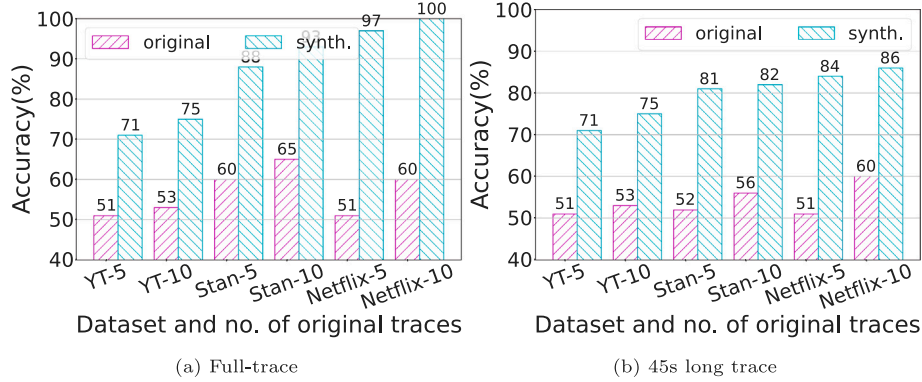 100
90
80
70
60
50
40
Accuracy(%)
original
synth.
51
71
53
75
60
88
65
93
51
97
60
100
YT-5
YT-10
Stan-5
Stan-10
Netflix-5
Netflix-10
Dataset and no. of original traces
(a) Full-trace
100
90
80
70
60
50
40
Accuracy(%)
original
synth.
51
71
53
75
52
81
56
82
51
84
60
86
YT-5
YT-10
Stan-5
Stan-10
Netflix-5
Netflix-10
Dataset and no. of original traces
(b) 45s long trace